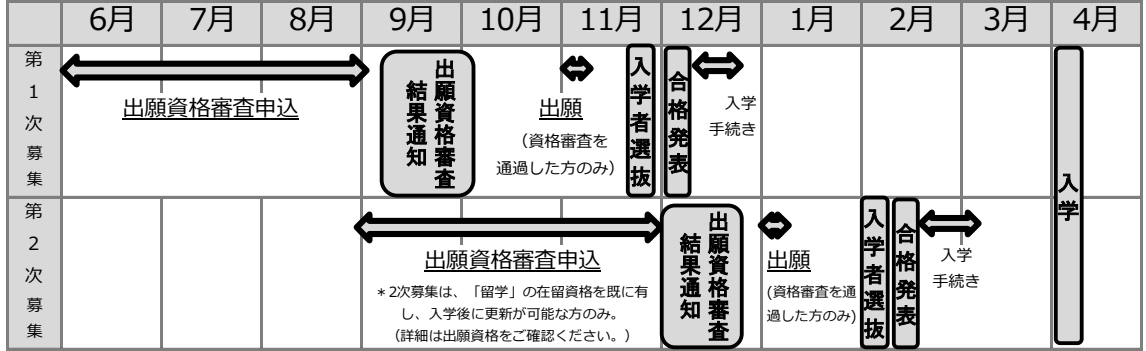 6月 7月 8月 9月 10月 11月 12月 1月 2月 3月 4月
第1次募集
出願資格審査申込
出願資格審査
結果通知
出願
（資格審査を
通過した方のみ）
入学者選抜
合格発表
入学
手続き
第2次募集
出願資格審査申込
＊2次募集は、「留学」の在留資格を既に有
し、入学後に更新が可能な方のみ。
（詳細は出願資格をご確認ください。）
出願資格審査
結果通知
出願
(資格審査を通
過した方のみ)
入学者選抜
合格発表
入学
手続き
入学